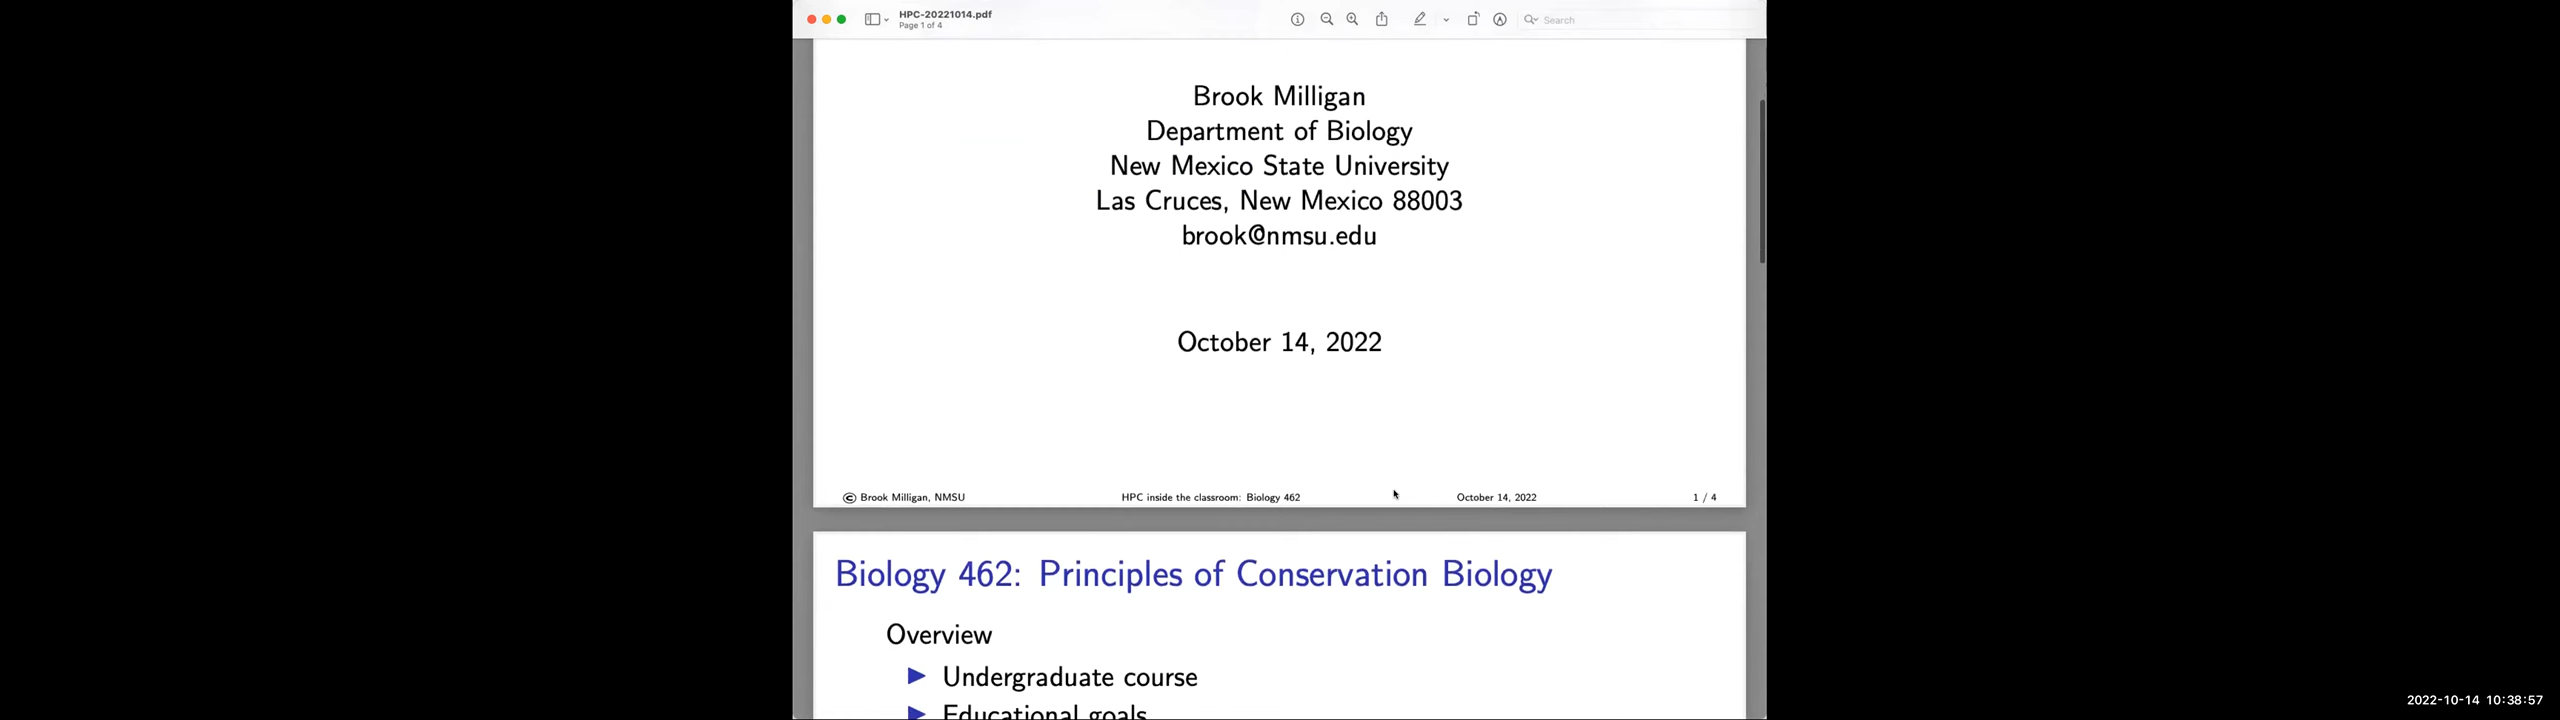 HPC-20221014.pdf
Page 1 of 4
Search
Brook Milligan
Department of Biology
New Mexico State University
Las Cruces, New Mexico 88003
brook@nmsu.edu
October 14, 2022
© Brook Milligan, NMSU
HPC inside the classroom: Biology 462
October 14, 2022
1 / 4
Biology 462: Principles of Conservation Biology
Overview
▶ Undergraduate course
▶ Educational goals
2022-10-14 10:38:57